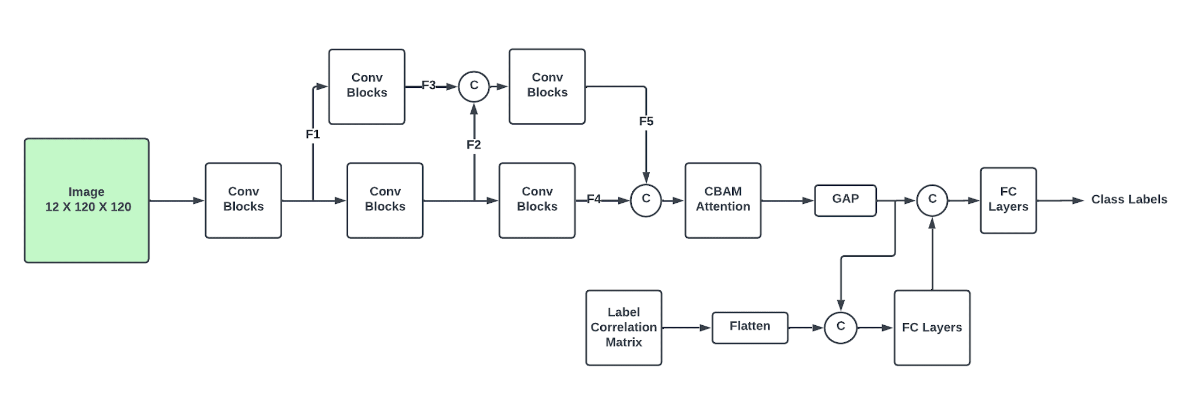 Conv
Blocks
F3
C
Conv
Blocks
F1
F2
F5
Image
12 X 120 X 120
Conv
Blocks
Conv
Blocks
Conv
Blocks
F4
C
CBAM
Attention
GAP
C
FC
Layers
Class Labels
Label
Correlation
Matrix
Flatten
C
FC Layers